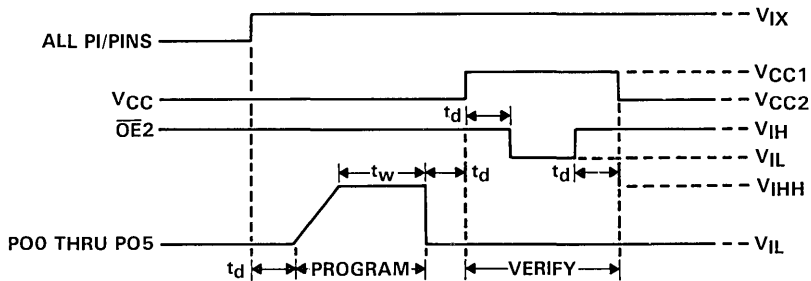 ALL PI/PINS VIX
VCC1
VCC VCC2
td
OE2 VIH
VIL
tw td td
VIHH
PO0 THRU PO5 VIL
td PROGRAM VERIFY